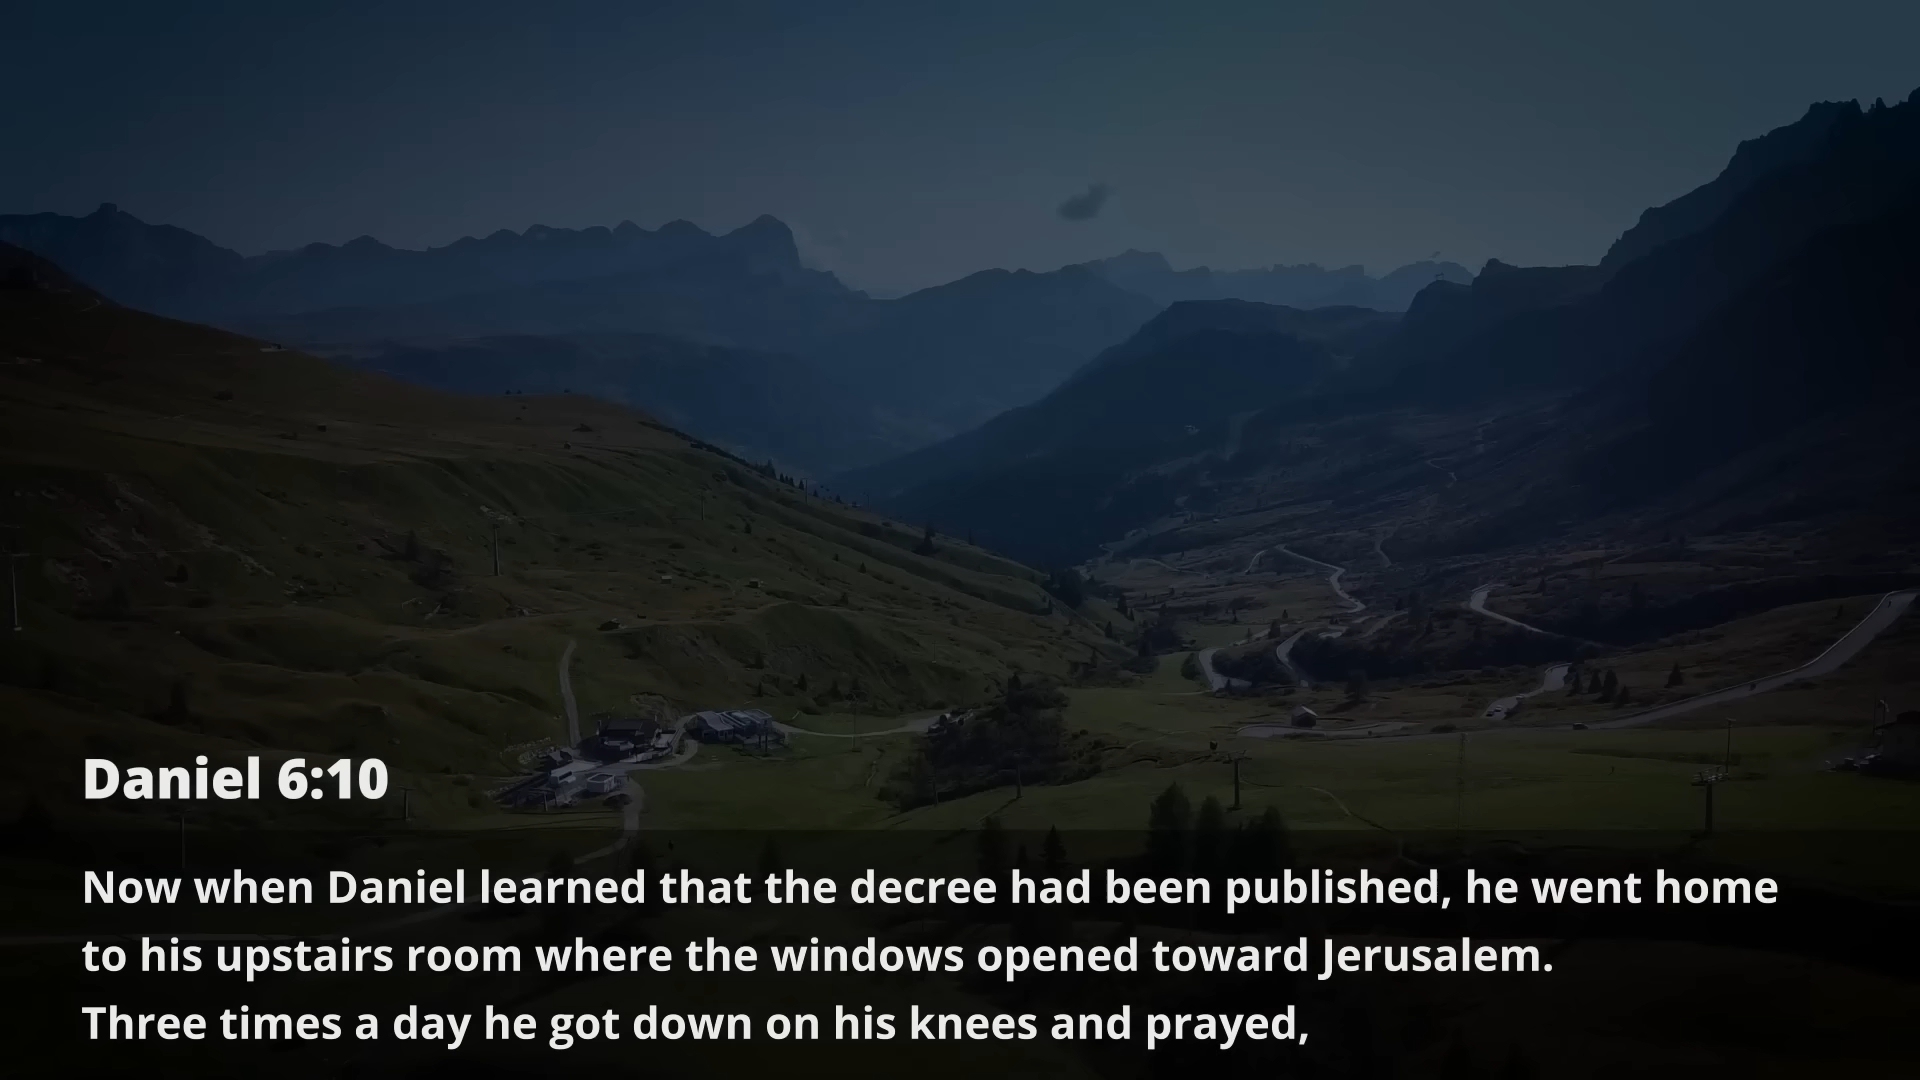 Daniel 6:10
Now when Daniel learned that the decree had been published, he went home
to his upstairs room where the windows opened toward Jerusalem.
Three times a day he got down on his knees and prayed,